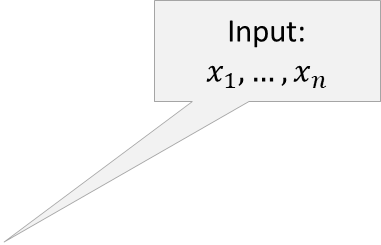 Input:
x₁, … , xₙ